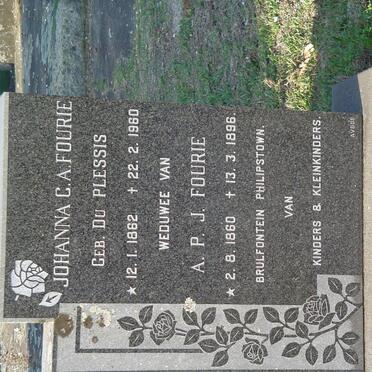 JOHANNA C. A. FOURIE
GEB. DU PLESSIS
★ 12. 1. 1862 † 22. 2. 1960
WEDUWEE VAN
A. P. J. FOURIE
★ 2. 8. 1860 † 13. 3. 1896.
BRULFONTEIN PHILIPSTOWN.
VAN
KINDERS & KLEINKINDERS.